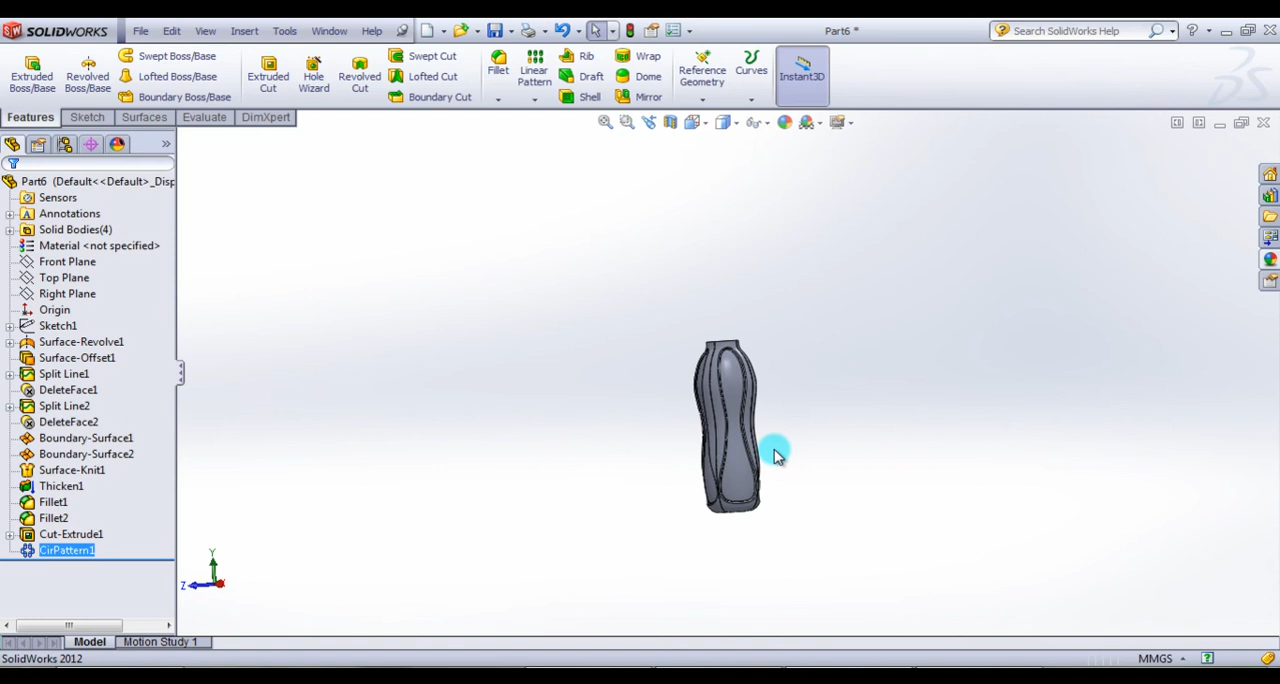 SOLIDWORKS File Edit View Insert Tools Window Help Part6 * Search SolidWorks Help
Extruded Boss/Base
Revolved Boss/Base
Swept Boss/Base
Lofted Boss/Base
Boundary Boss/Base
Extruded Cut
Hole Wizard
Revolved Cut
Swept Cut
Lofted Cut
Boundary Cut
Fillet
Linear Pattern
Rib
Draft
Shell
Wrap
Dome
Mirror
Reference Geometry
Curves
Instant3D
Features Sketch Surfaces Evaluate DimXpert
Part6 (Default<<Default>_Disp
Sensors
Annotations
Solid Bodies(4)
Material <not specified>
Front Plane
Top Plane
Right Plane
Origin
Sketch1
Surface-Revolve1
Surface-Offset1
Split Line1
DeleteFace1
Split Line2
DeleteFace2
Boundary-Surface1
Boundary-Surface2
Surface-Knit1
Thicken1
Fillet1
Fillet2
Cut-Extrude1
CirPattern1
Y
Z
Model Motion Study 1
SolidWorks 2012 MMGS